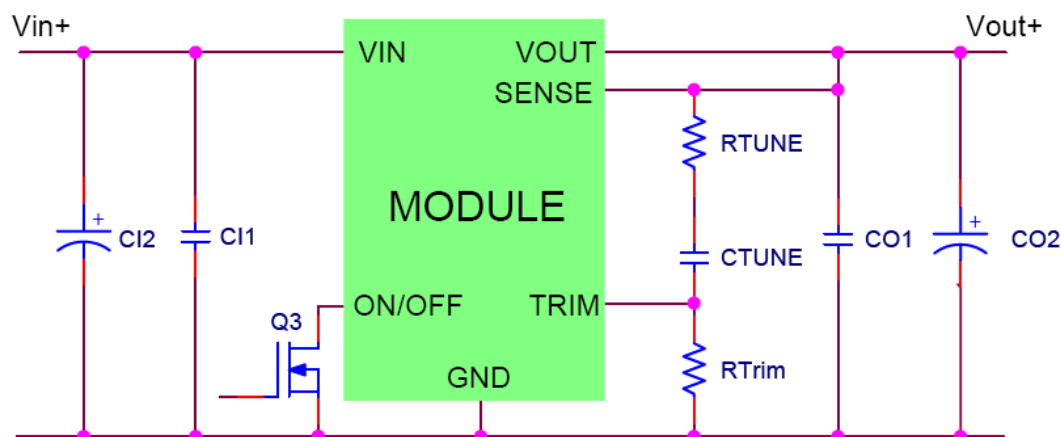 Vin+
Vout+
VIN
VOUT
SENSE
RTUNE
MODULE
+
CI2
CI1
CTUNE
CO1
+
CO2
Q3
ON/OFF
TRIM
RTrim
GND